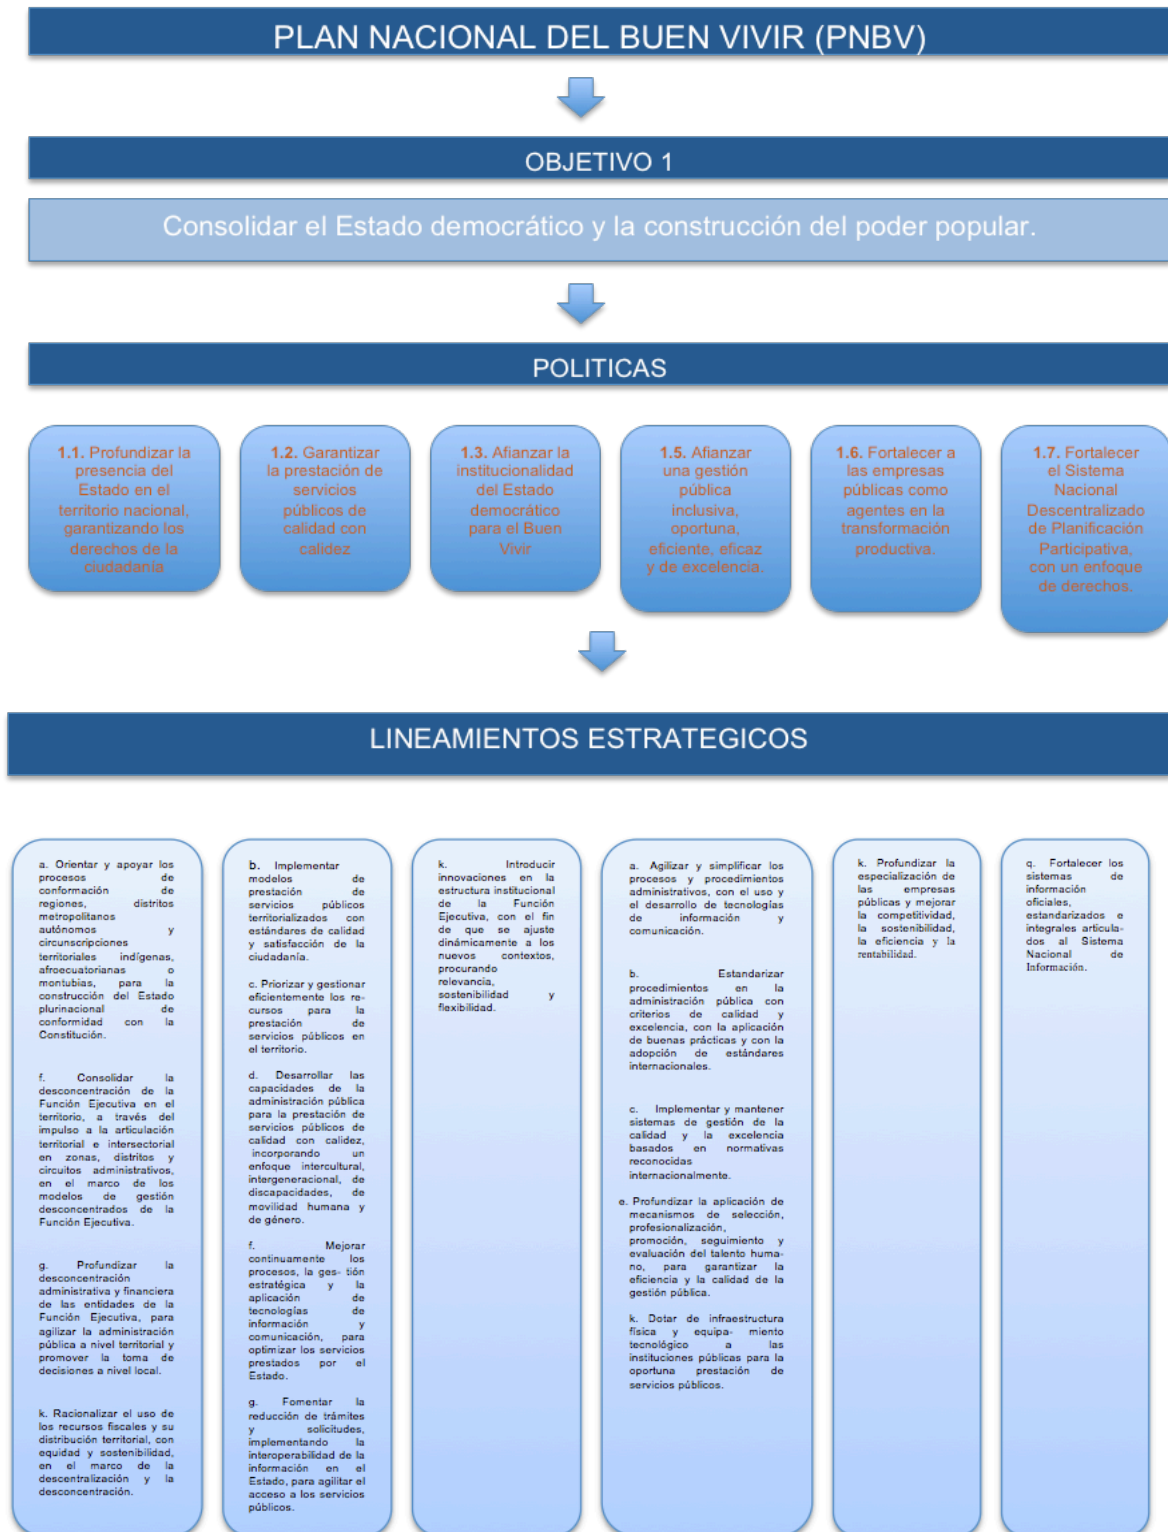 PLAN NACIONAL DEL BUEN VIVIR (PNBV)
OBJETIVO 1
Consolidar el Estado democrático y la construcción del poder popular.
POLITICAS
1.1. Profundizar la
presencia del
Estado en el
territorio nacional,
garantizando los
derechos de la
ciudadanía
1.2. Garantizar
la prestación de
servicios
públicos de
calidad con
calidez
1.3. Afianzar la
institucionalidad
del Estado
democrático
para el Buen
Vivir
1.5. Afianzar
una gestión
pública
inclusiva,
oportuna,
eficiente, eficaz
y de excelencia.
1.6. Fortalecer a
las empresas
públicas como
agentes en la
transformación
productiva.
1.7. Fortalecer
el Sistema
Nacional
Descentralizado
de Planificación
Participativa,
con un enfoque
de derechos.
LINEAMIENTOS ESTRATEGICOS
a. Orientar y apoyar los
procesos de
conformación de
regiones, distritos
metropolitanos
autónomos y
circunscripciones
territoriales indígenas,
afroecuatorianas o
montubias, para la
construcción del Estado
plurinacional de
conformidad con la
Constitución.
f. Consolidar la
desconcentración de la
Función Ejecutiva en el
territorio, a través del
impulso a la articulación
territorial e intersectorial
en zonas, distritos y
circuitos administrativos,
en el marco de los
modelos de gestión
desconcentrados de la
Función Ejecutiva.
g. Profundizar la
desconcentración
administrativa y financiera
de las entidades de la
Función Ejecutiva, para
agilizar la administración
pública a nivel territorial y
promover la toma de
decisiones a nivel local.
k. Racionalizar el uso de
los recursos fiscales y su
distribución territorial, con
equidad y sostenibilidad,
en el marco de la
descentralización y la
desconcentración.
b. Implementar
modelos de
prestación de
servicios públicos
territorializados con
estándares de calidad
y satisfacción de la
ciudadanía.
c. Priorizar y gestionar
eficientemente los re-
cursos para la
prestación de
servicios públicos en
el territorio.
d. Desarrollar las
capacidades de la
administración pública
para la prestación de
servicios públicos de
calidad con calidez,
incorporando un
enfoque intercultural,
intergeneracional, de
discapacidades, de
movilidad humana y
de género.
f. Mejorar
continuamente los
procesos, la ges- tión
estratégica y la
aplicación de
tecnologías de
información y
comunicación, para
optimizar los servicios
prestados por el
Estado.
g. Fomentar la
reducción de trámites
y solicitudes,
implementando la
interoperabilidad de la
información en el
Estado, para agilitar el
acceso a los servicios
públicos.
k. Introducir
innovaciones en la
estructura institucional
de la Función
Ejecutiva, con el fin
de que se ajuste
dinámicamente a los
nuevos contextos,
procurando
relevancia,
sostenibilidad y
flexibilidad.
a. Agilizar y simplificar los
procesos y procedimientos
administrativos, con el uso y
el desarrollo de tecnologías
de información y
comunicación.
b. Estandarizar
procedimientos en la
administración pública con
criterios de calidad y
excelencia, con la aplicación
de buenas prácticas y con la
adopción de estándares
internacionales.
c. Implementar y mantener
sistemas de gestión de la
calidad y la excelencia
basados en normativas
reconocidas
internacionalmente.
e. Profundizar la aplicación de
mecanismos de selección,
profesionalización,
promoción, seguimiento y
evaluación del talento huma-
no, para garantizar la
eficiencia y la calidad de la
gestión pública.
k. Dotar de infraestructura
física y equipa- miento
tecnológico a las
instituciones públicas para la
oportuna prestación de
servicios públicos.
k. Profundizar la
especialización de
las empresas
públicas y mejorar
la competitividad,
la sostenibilidad,
la eficiencia y la
rentabilidad.
q. Fortalecer los
sistemas de
información
oficiales,
estandarizados e
integrales articula-
dos al Sistema
Nacional de
Información.